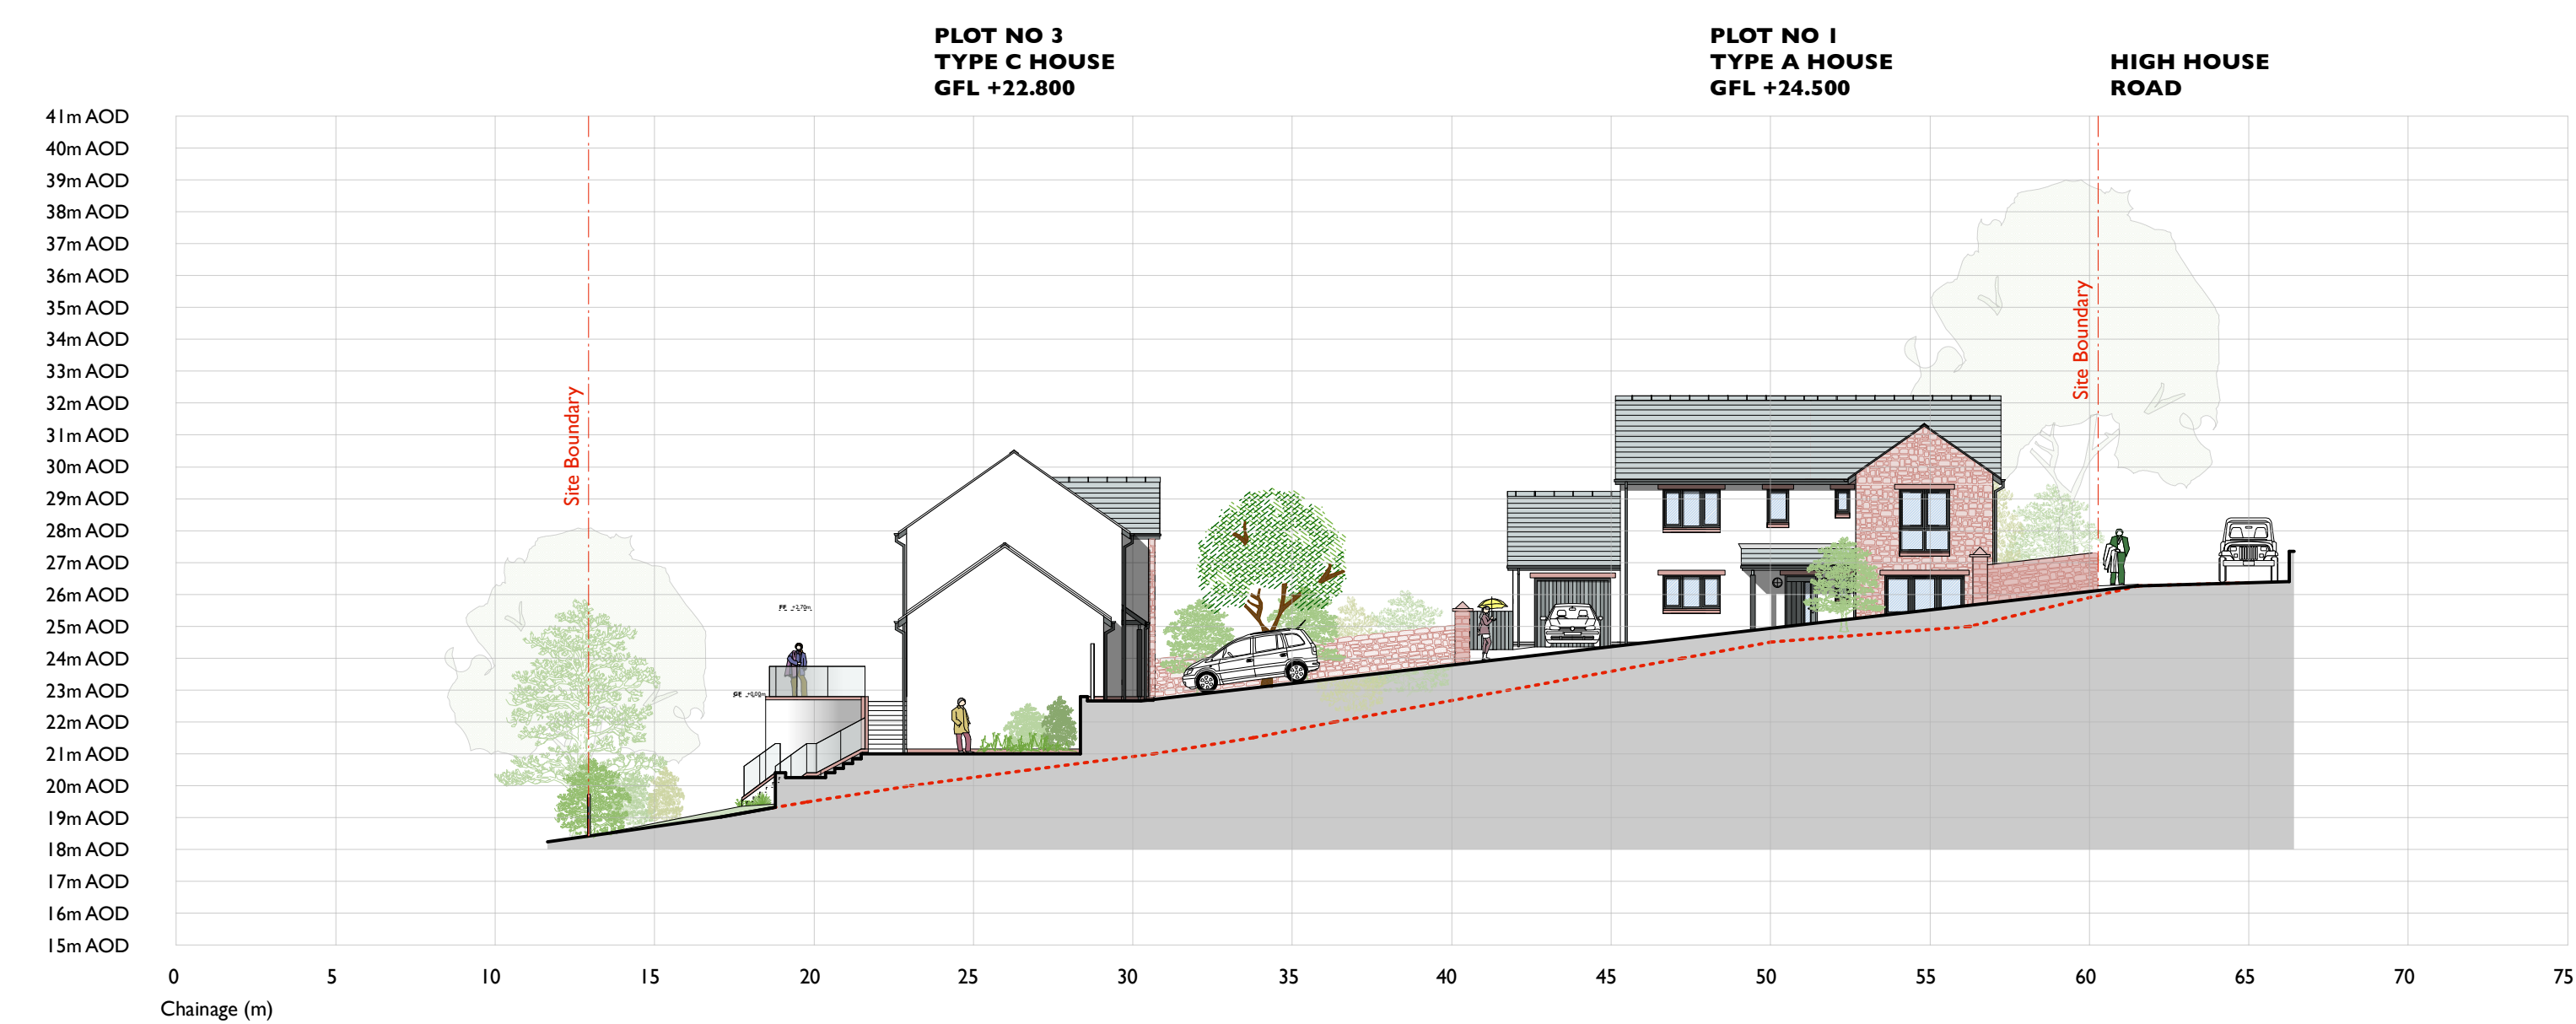 PLOT NO 3
TYPE C HOUSE
GFL +22.800
PLOT NO 1
TYPE A HOUSE
GFL +24.500
HIGH HOUSE
ROAD
41m AOD
40m AOD
39m AOD
38m AOD
37m AOD
36m AOD
35m AOD
34m AOD
33m AOD
32m AOD
31m AOD
30m AOD
29m AOD
28m AOD
27m AOD
26m AOD
25m AOD
24m AOD
23m AOD
22m AOD
21m AOD
20m AOD
19m AOD
18m AOD
17m AOD
16m AOD
15m AOD
Site Boundary
Site Boundary
0 5 10 15 20 25 30 35 40 45 50 55 60 65 70 75
Chainage (m)